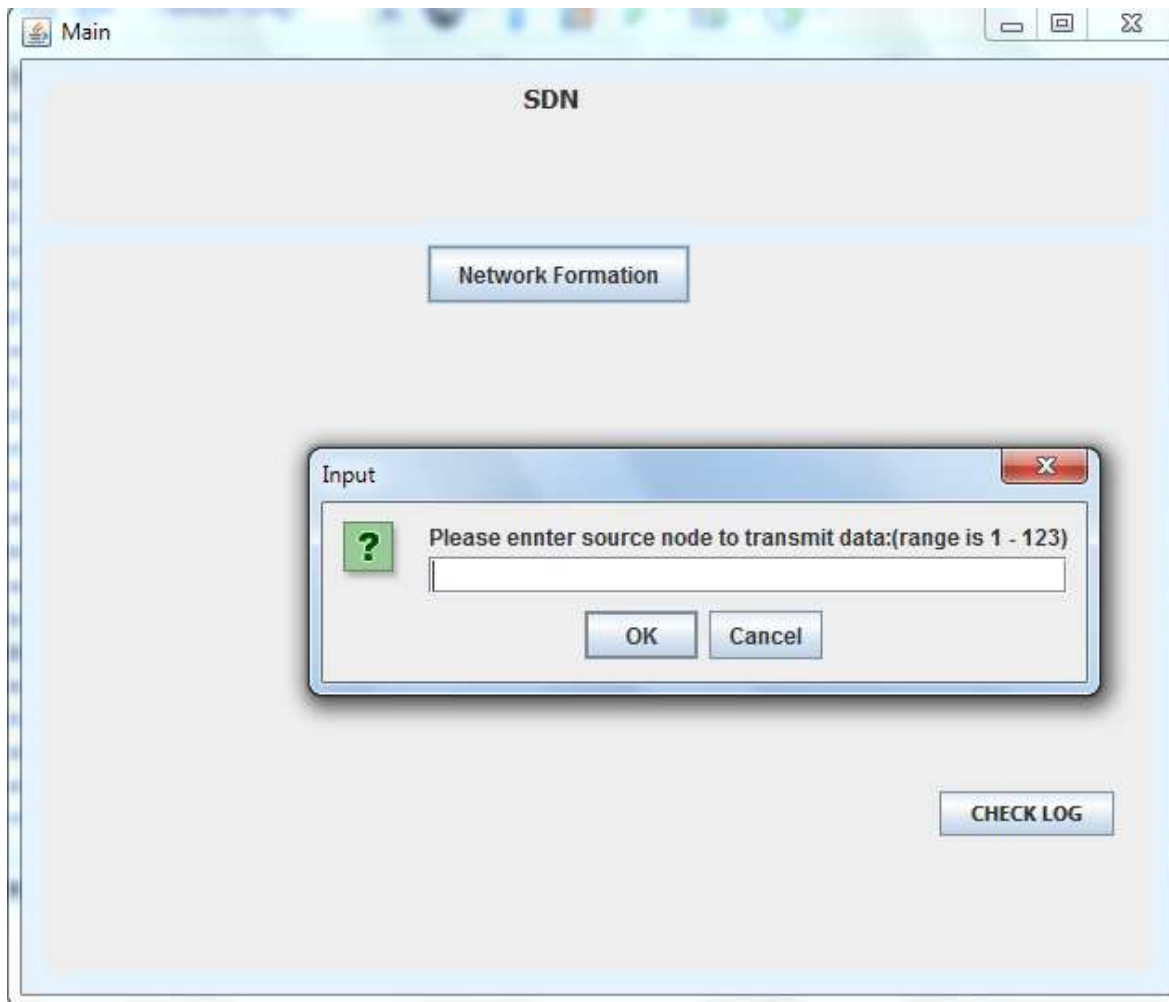 Main
SDN
Network Formation
Input
Please ennter source node to transmit data:(range is 1 - 123)
OK
Cancel
CHECK LOG